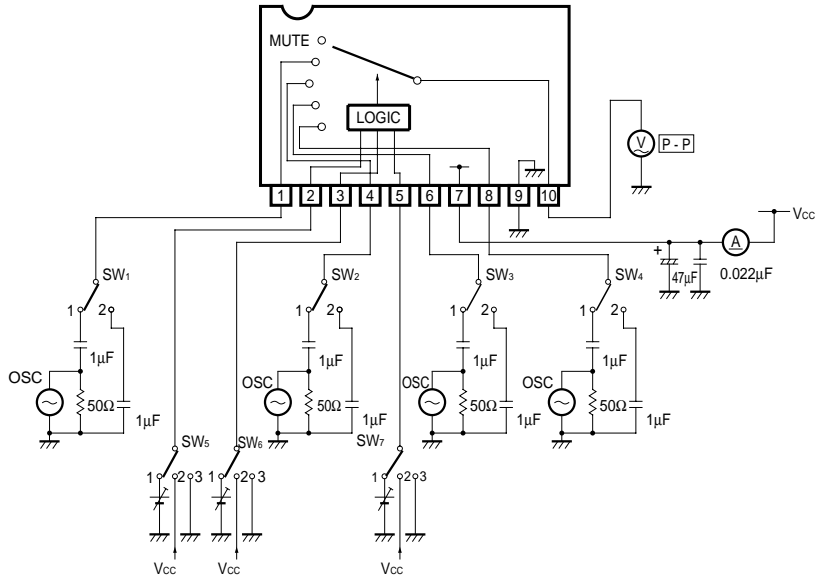 MUTE
LOGIC
V P - P
1 2 3 4 5 6 7 8 9 10
VCC
A
+
47μF 0.022μF
SW1 SW2 SW3 SW4
1 2 1 2 1 2 1 2
1μF 1μF 1μF 1μF
OSC OSC OSC OSC
50Ω 50Ω 50Ω 50Ω
1μF 1μF 1μF 1μF
SW5 SW6 SW7
1 2 3 1 2 3 1 2 3
VCC VCC VCC